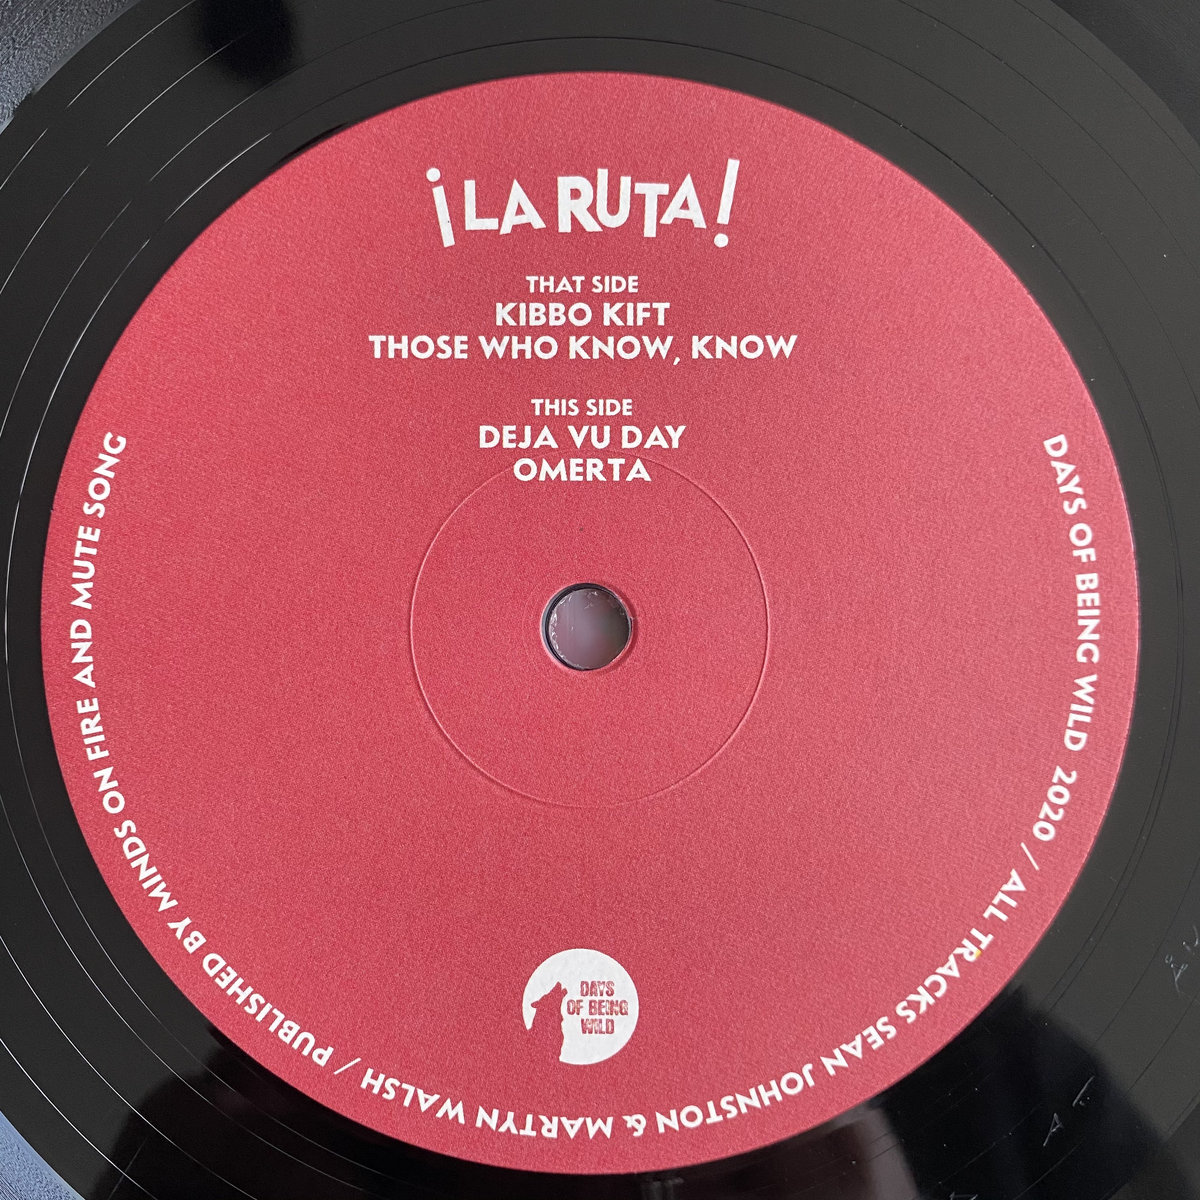 ¡LA RUTA!
THAT SIDE
KIBBO KIFT
THOSE WHO KNOW, KNOW
THIS SIDE
DEJA VU DAY
OMERTA
DAYS OF BEING WILD 2020 / ALL TRACKS SEAN JOHNSTON & MARTYN WALSH / PUBLISHED BY MINDS ON FIRE AND MUTE SONG
DAYS
OF BEING
WILD